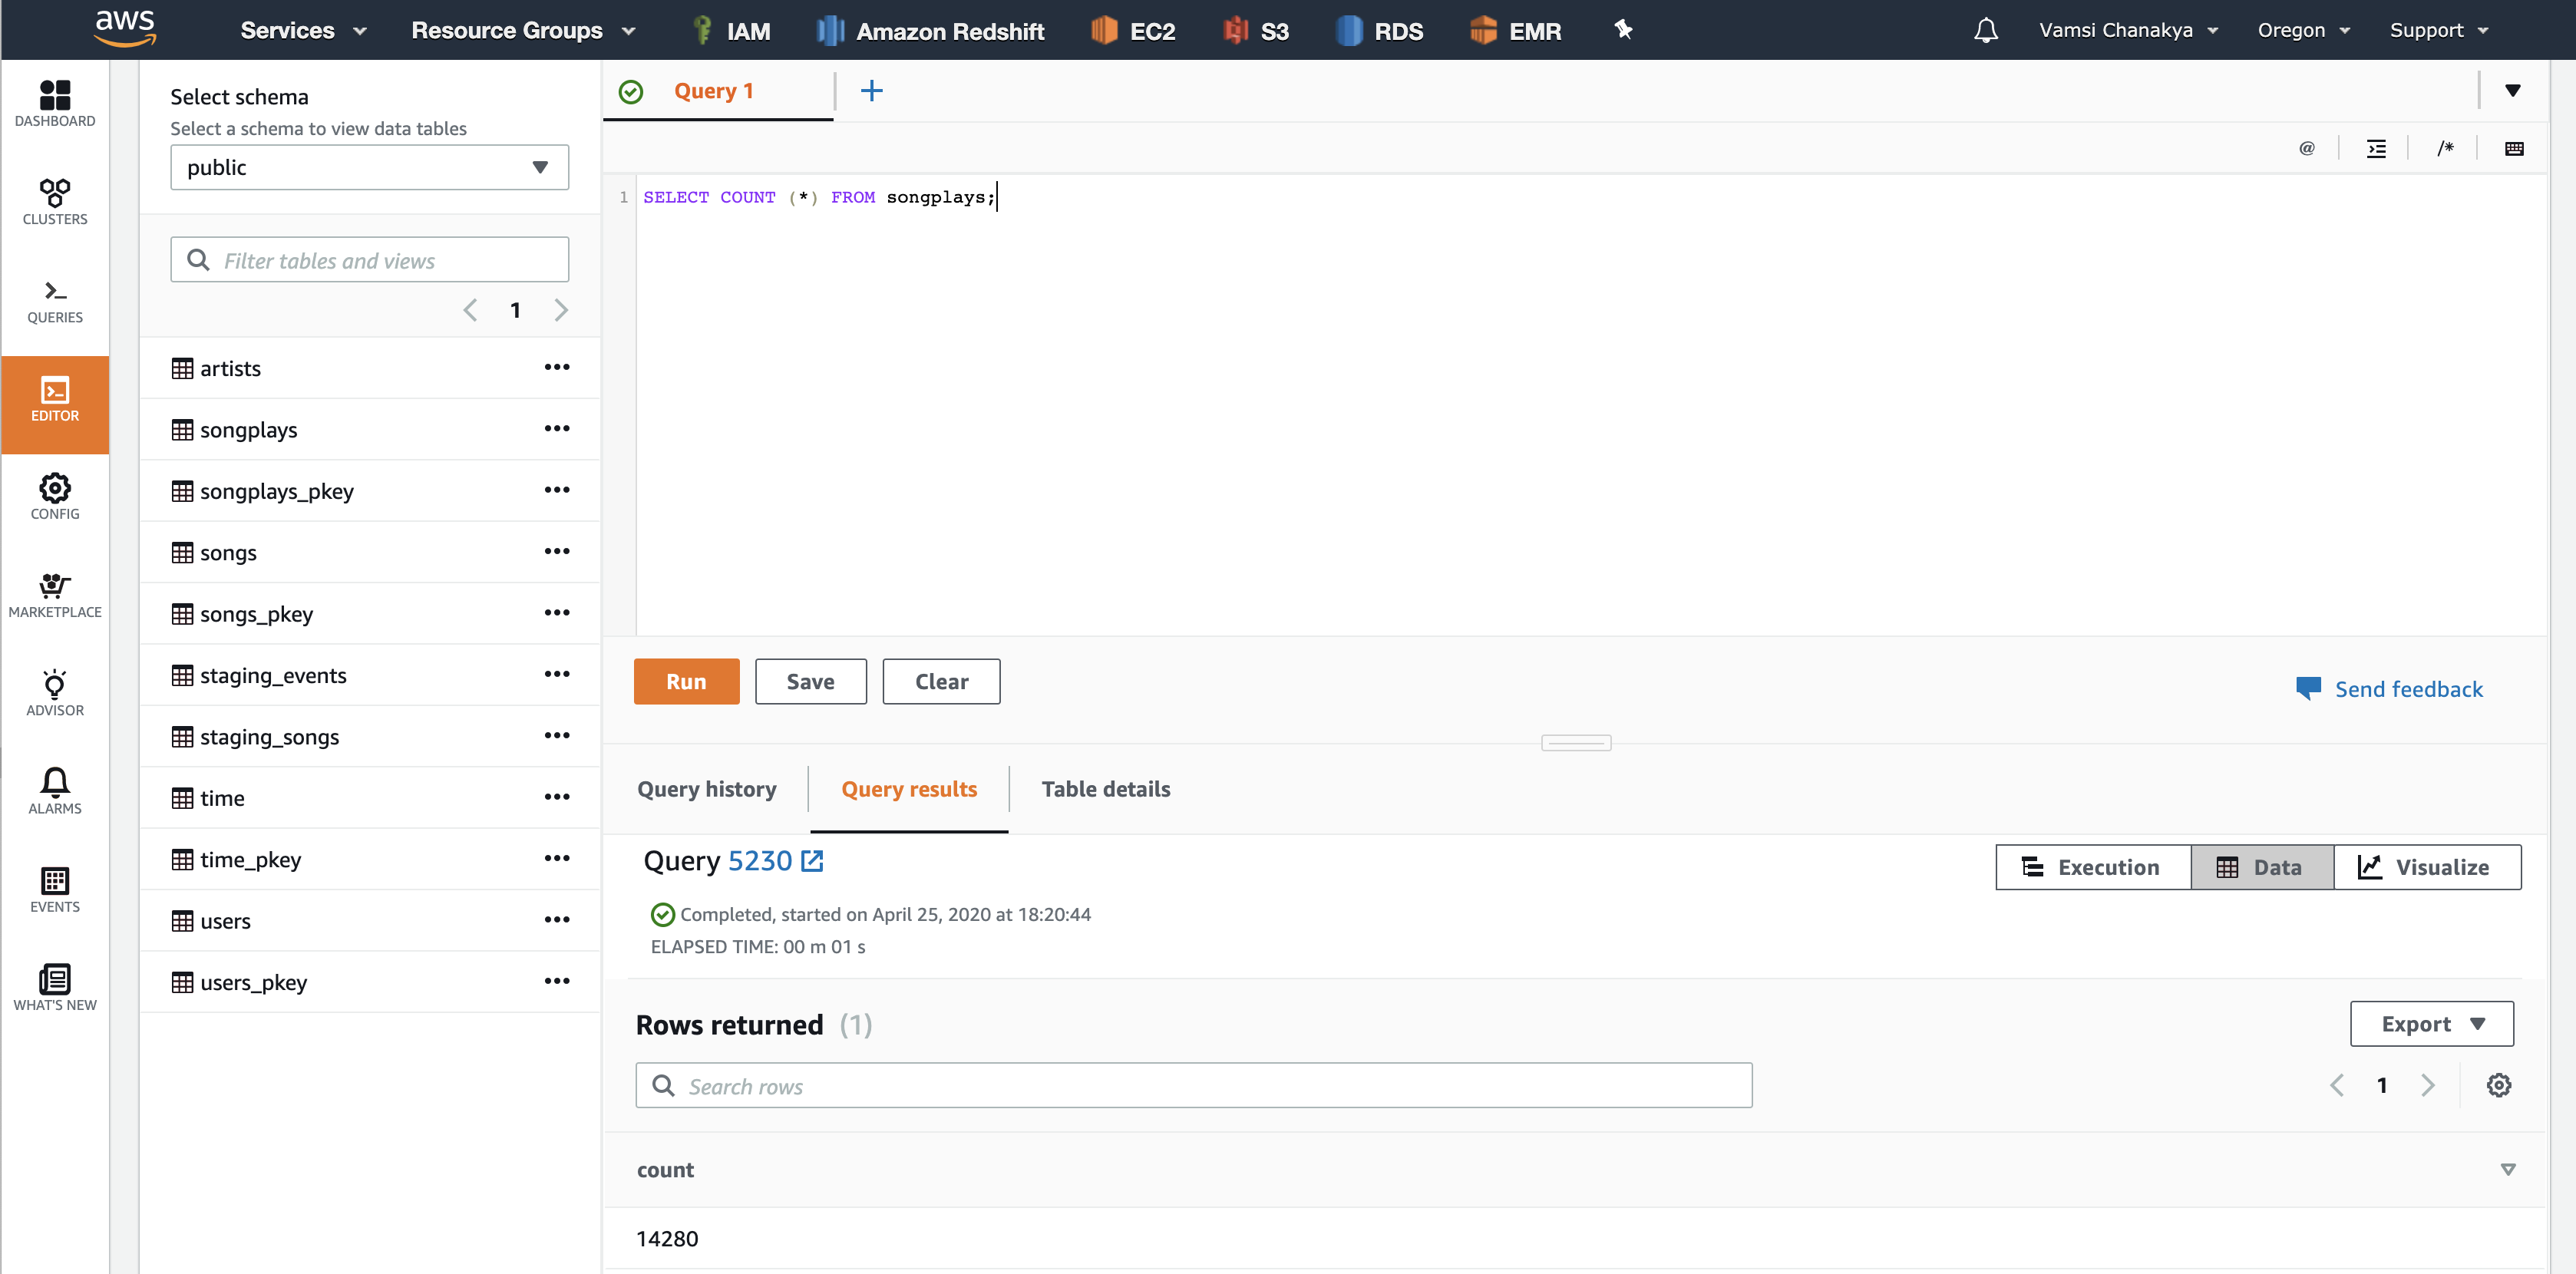 aws Services Resource Groups IAM Amazon Redshift EC2 S3 RDS EMR Vamsi Chanakya Oregon Support
DASHBOARD
CLUSTERS
QUERIES
EDITOR
CONFIG
MARKETPLACE
ADVISOR
ALARMS
EVENTS
WHAT'S NEW
Select schema
Select a schema to view data tables
public
Filter tables and views
1
artists
songplays
songplays_pkey
songs
songs_pkey
staging_events
staging_songs
time
time_pkey
users
users_pkey
Query 1
@ /*
1 SELECT COUNT (*) FROM songplays;
Run Save Clear
Send feedback
Query history Query results Table details
Query 5230
Execution Data Visualize
Completed, started on April 25, 2020 at 18:20:44
ELAPSED TIME: 00 m 01 s
Rows returned (1)
Export
Search rows
1
count
14280